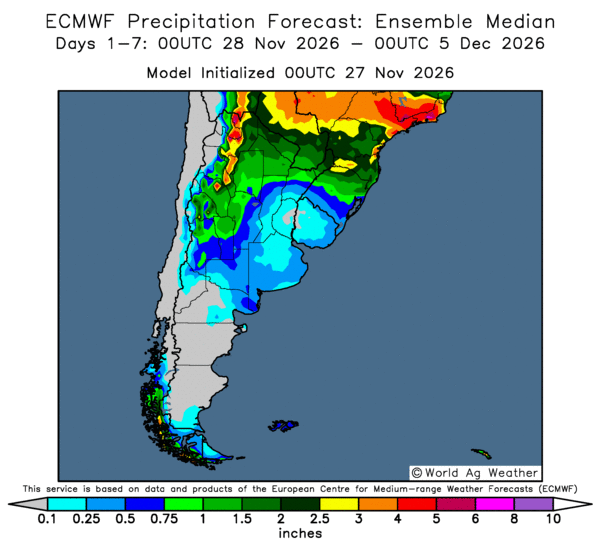 ECMWF Precipitation Forecast: Ensemble Median
Days 1–7: 00UTC 28 Nov 2026 – 00UTC 5 Dec 2026
Model Initialized 00UTC 27 Nov 2026
© World Ag Weather
This service is based on data and products of the European Centre for Medium-range Weather Forecasts (ECMWF)
0.1 0.25 0.5 0.75 1 1.5 2 2.5 3 4 5 6 8 10
inches